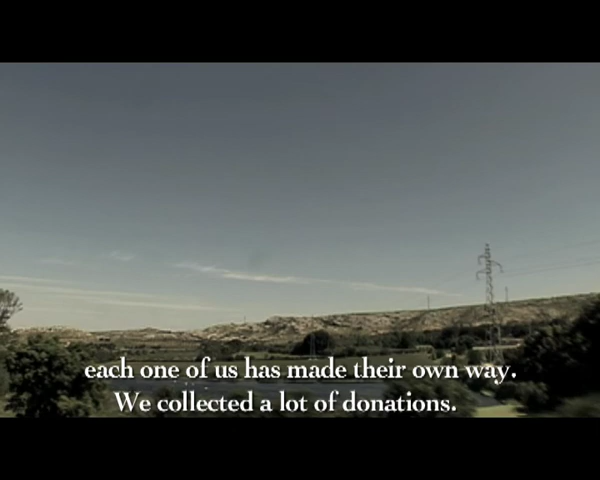 each one of us has made their own way.
We collected a lot of donations.